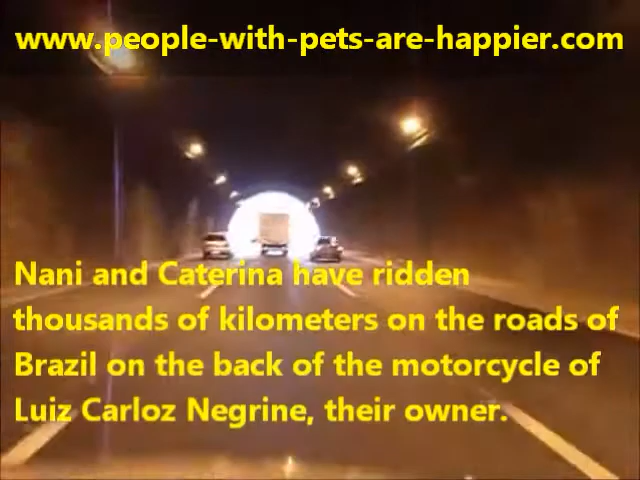 www.people-with-pets-are-happier.com
Nani and Caterina have ridden
thousands of kilometers on the roads of
Brazil on the back of the motorcycle of
Luiz Carloz Negrine, their owner.